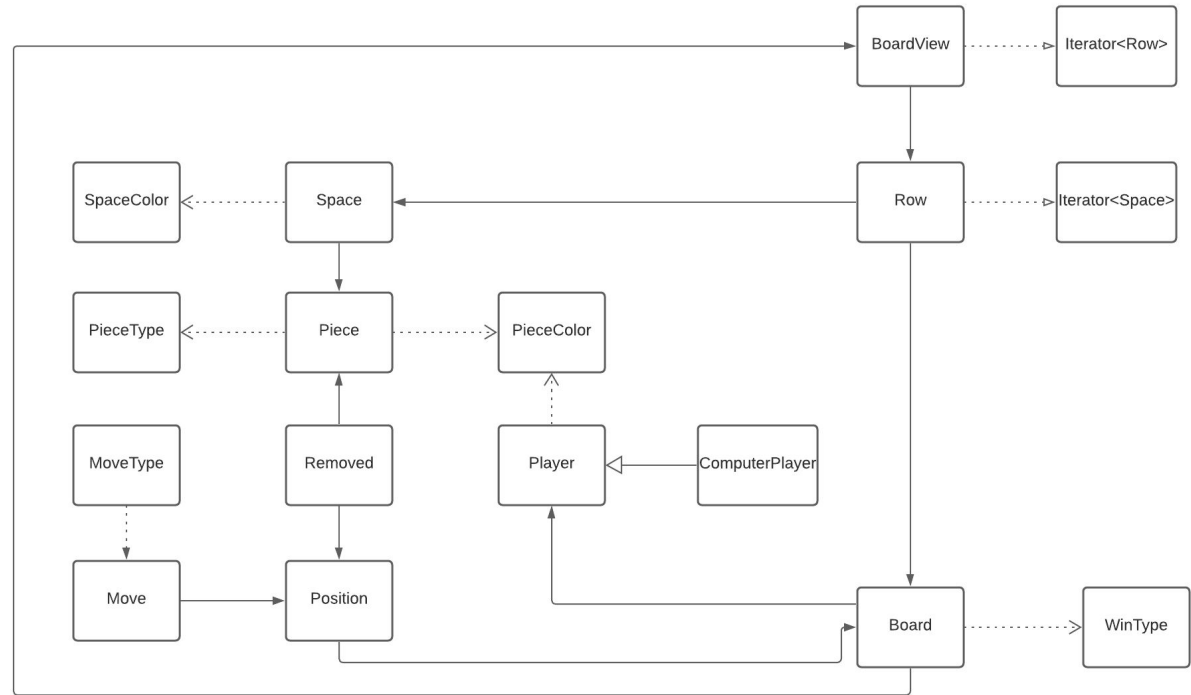 BoardView
Iterator<Row>
SpaceColor
Space
Row
Iterator<Space>
PieceType
Piece
PieceColor
MoveType
Removed
Player
ComputerPlayer
Move
Position
Board
WinType